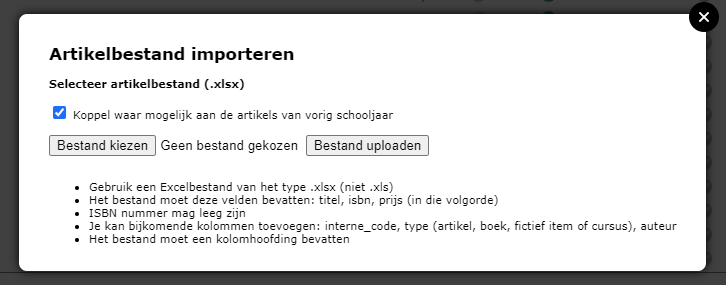 Artikelbestand importeren
Selecteer artikelbestand (.xlsx)
Koppel waar mogelijk aan de artikels van vorig schooljaar
Bestand kiezen Geen bestand gekozen Bestand uploaden
Gebruik een Excelbestand van het type .xlsx (niet .xls)
Het bestand moet deze velden bevatten: titel, isbn, prijs (in die volgorde)
ISBN nummer mag leeg zijn
Je kan bijkomende kolommen toevoegen: interne_code, type (artikel, boek, fictief item of cursus), auteur
Het bestand moet een kolomhoofding bevatten